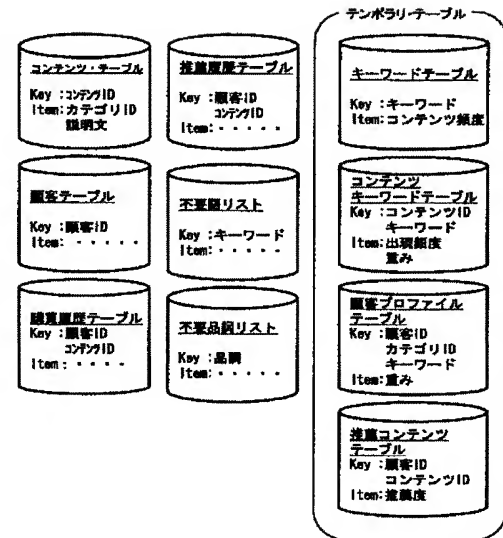 テンポラリ・テーブル
コンテンツ・テーブル
Key :コンテンツID
Item:カテゴリID
説明文
推薦履歴テーブル
Key :顧客ID
コンテンツID
Item:・・・・・
顧客テーブル
Key :顧客ID
Item: ・・・・・
不要語リスト
Key :キーワード
Item:・・・・・
購買履歴テーブル
Key :顧客ID
コンテンツID
Item: ・・・・・
不要品詞リスト
Key :品詞
Item:・・・・・
キーワードテーブル
Key :キーワード
Item:コンテンツ頻度
コンテンツ
キーワードテーブル
Key :コンテンツID
キーワード
Item:出現頻度
重み
顧客プロファイル
テーブル
Key :顧客ID
カテゴリID
キーワード
Item:重み
推薦コンテンツ
テーブル
Key :顧客ID
コンテンツID
Item:推薦度